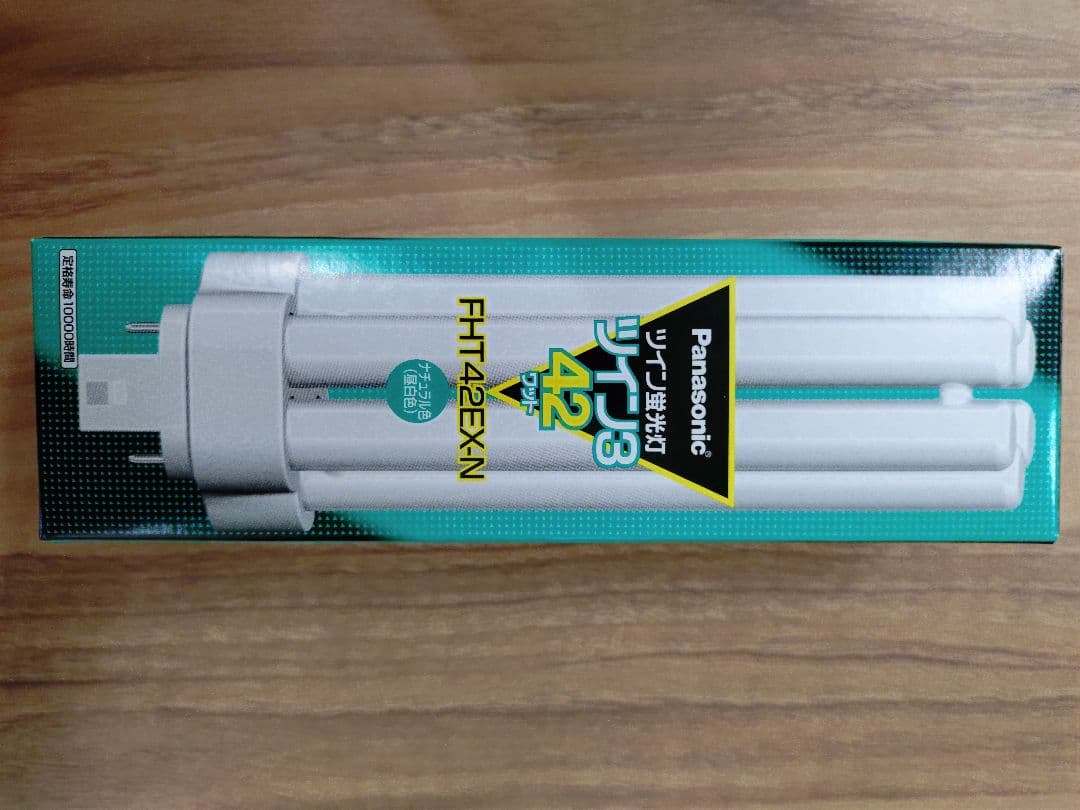 Panasonic®
ツイン蛍光灯
ツイン3
42
ワット
FHT42EX-N
ナチュラル色
(昼白色)
定格寿命10000時間